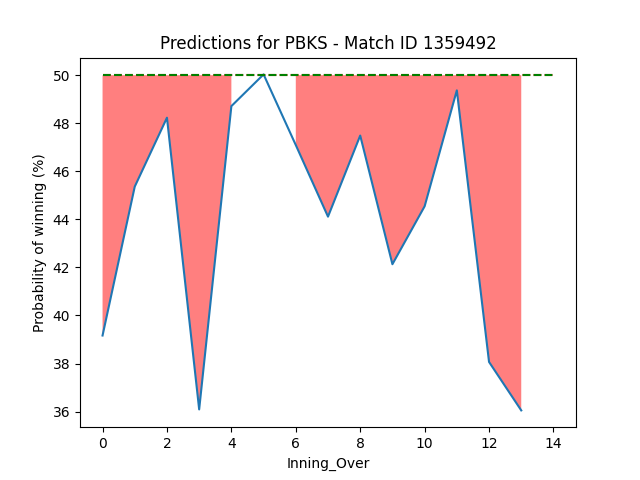 Predictions for PBKS - Match ID 1359492
50
48
46
44
42
40
38
36
Probability of winning (%)
0 2 4 6 8 10 12 14
Inning_Over